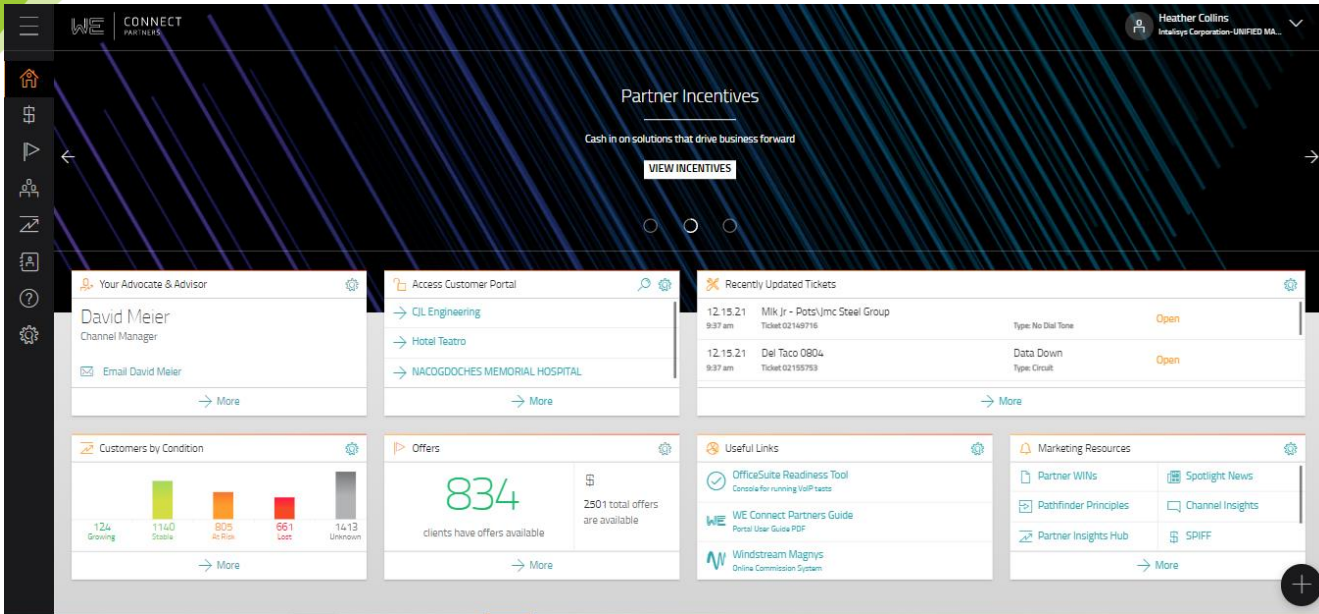 WE CONNECT
PARTNERS
Heather Collins
Intelisys Corporation-UNIFIED MA...
Partner Incentives
Cash in on solutions that drive business forward
VIEW INCENTIVES
Your Advocate & Advisor
David Meier
Channel Manager
Email David Meier
More
Access Customer Portal
CJL Engineering
Hotel Teatro
NACOGDOCHES MEMORIAL HOSPITAL
More
Recently Updated Tickets
12.15.21 Mlk Jr - Pots\Jmc Steel Group
9:37 am Ticket 02149716 Type: No Dial Tone Open
12.15.21 Del Taco 0804 Data Down
9:37 am Ticket 02155753 Type: Circuit Open
More
Customers by Condition
124 1140 805 661 1413
Growing Stable At Risk Lost Unknown
More
Offers
834
clients have offers available
2501 total offers
are available
More
Useful Links
OfficeSuite Readiness Tool
Console for running VoIP tests
WE WE Connect Partners Guide
Portal User Guide PDF
Windstream Magnys
Online Commission System
Marketing Resources
Partner WINs Spotlight News
Pathfinder Principles Channel Insights
Partner Insights Hub SPIFF
More